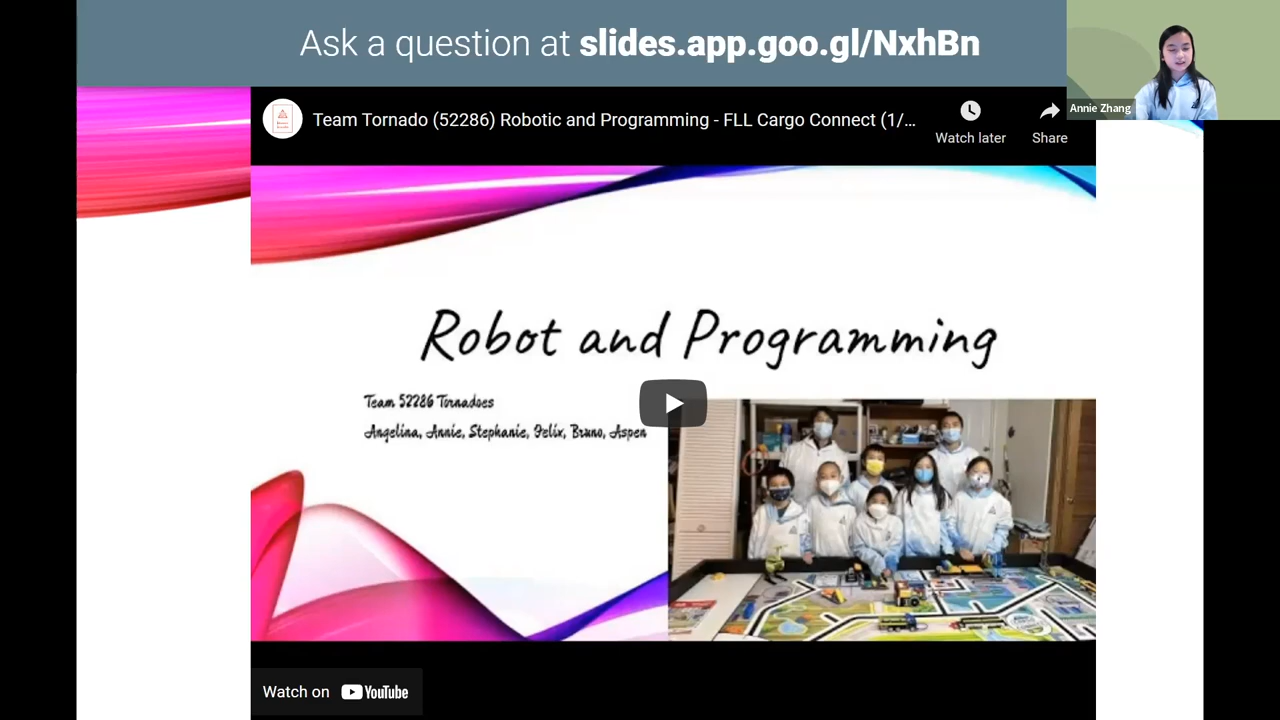 Ask a question at slides.app.goo.gl/NxhBn
Annie Zhang
Team Tornado (52286) Robotic and Programming - FLL Cargo Connect (1/...
Watch later
Share
Robot and Programming
Team 52286 Tornadoes
Angelina, Annie, Stephanie, Felix, Bruno, Aspen
Watch on YouTube